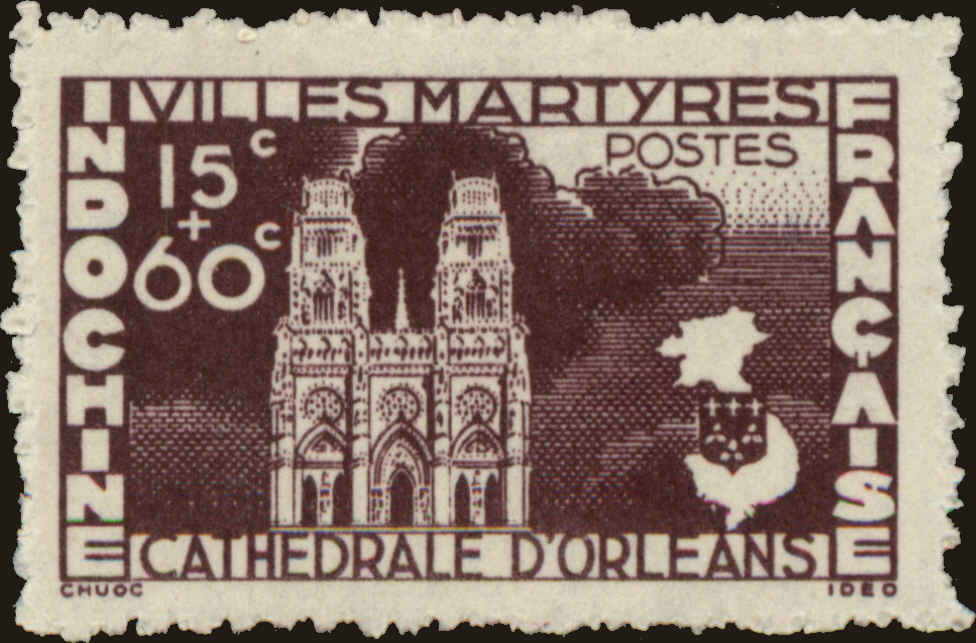 VILLES MARTYRES
INDOCHINE
FRANÇAISE
POSTES
15c
+
60c
CATHEDRALE D'ORLEANS
CHUOC
IDEO